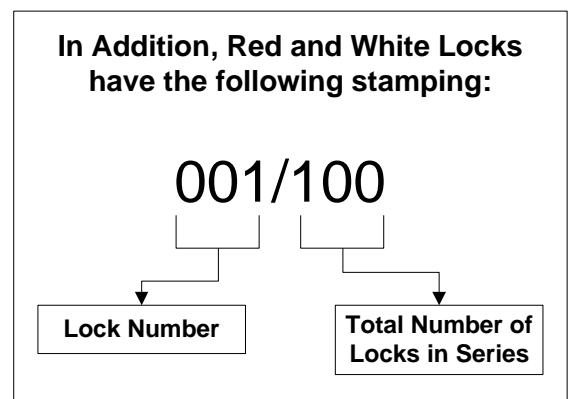 In Addition, Red and White Locks
have the following stamping:
001/100
Lock Number
Total Number of
Locks in Series